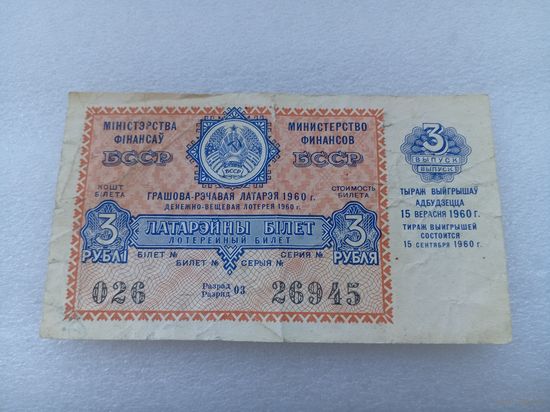 МІНІСТЭРСТВА
ФІНАНСАЎ
БССР
МИНИСТЕРСТВО
ФИНАНСОВ
БССР
БССР
КОШТ
БІЛЕТА
СТОИМОСТЬ
БИЛЕТА
ГРАШОВА-РЭЧАВАЯ ЛАТАРЭЯ 1960 г.
ДЕНЕЖНО-ВЕЩЕВАЯ ЛОТЕРЕЯ 1960 г.
3
РУБЛІ
ЛАТАРЭЙНЫ БІЛЕТ
ЛОТЕРЕЙНЫЙ БИЛЕТ
3
РУБЛЯ
БІЛЕТ № СЕРИЯ №
БИЛЕТ № СЕРЫЯ №
026
Разрад
Разряд 03
26945
3
ВЫПУСК
ВЫПУСК
ТЫРАЖ ВЫЙГРЫШАЎ
АДБУДЗЕЦЦА
15 ВЕРАСНЯ 1960 Г.
ТИРАЖ ВЫИГРЫШЕЙ
СОСТОИТСЯ
15 СЕНТЯБРЯ 1960 г.